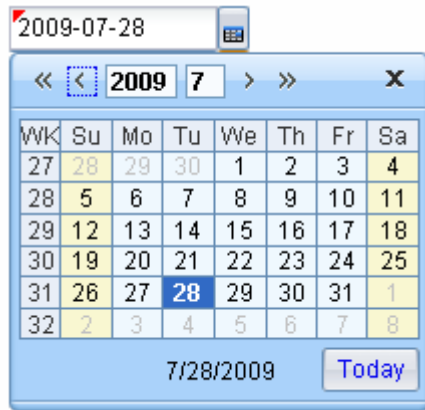 2009-07-28
« < 2009 7 > » x
WK Su Mo Tu We Th Fr Sa
27 28 29 30 1 2 3 4
28 5 6 7 8 9 10 11
29 12 13 14 15 16 17 18
30 19 20 21 22 23 24 25
31 26 27 28 29 30 31 1
32 2 3 4 5 6 7 8
7/28/2009 Today